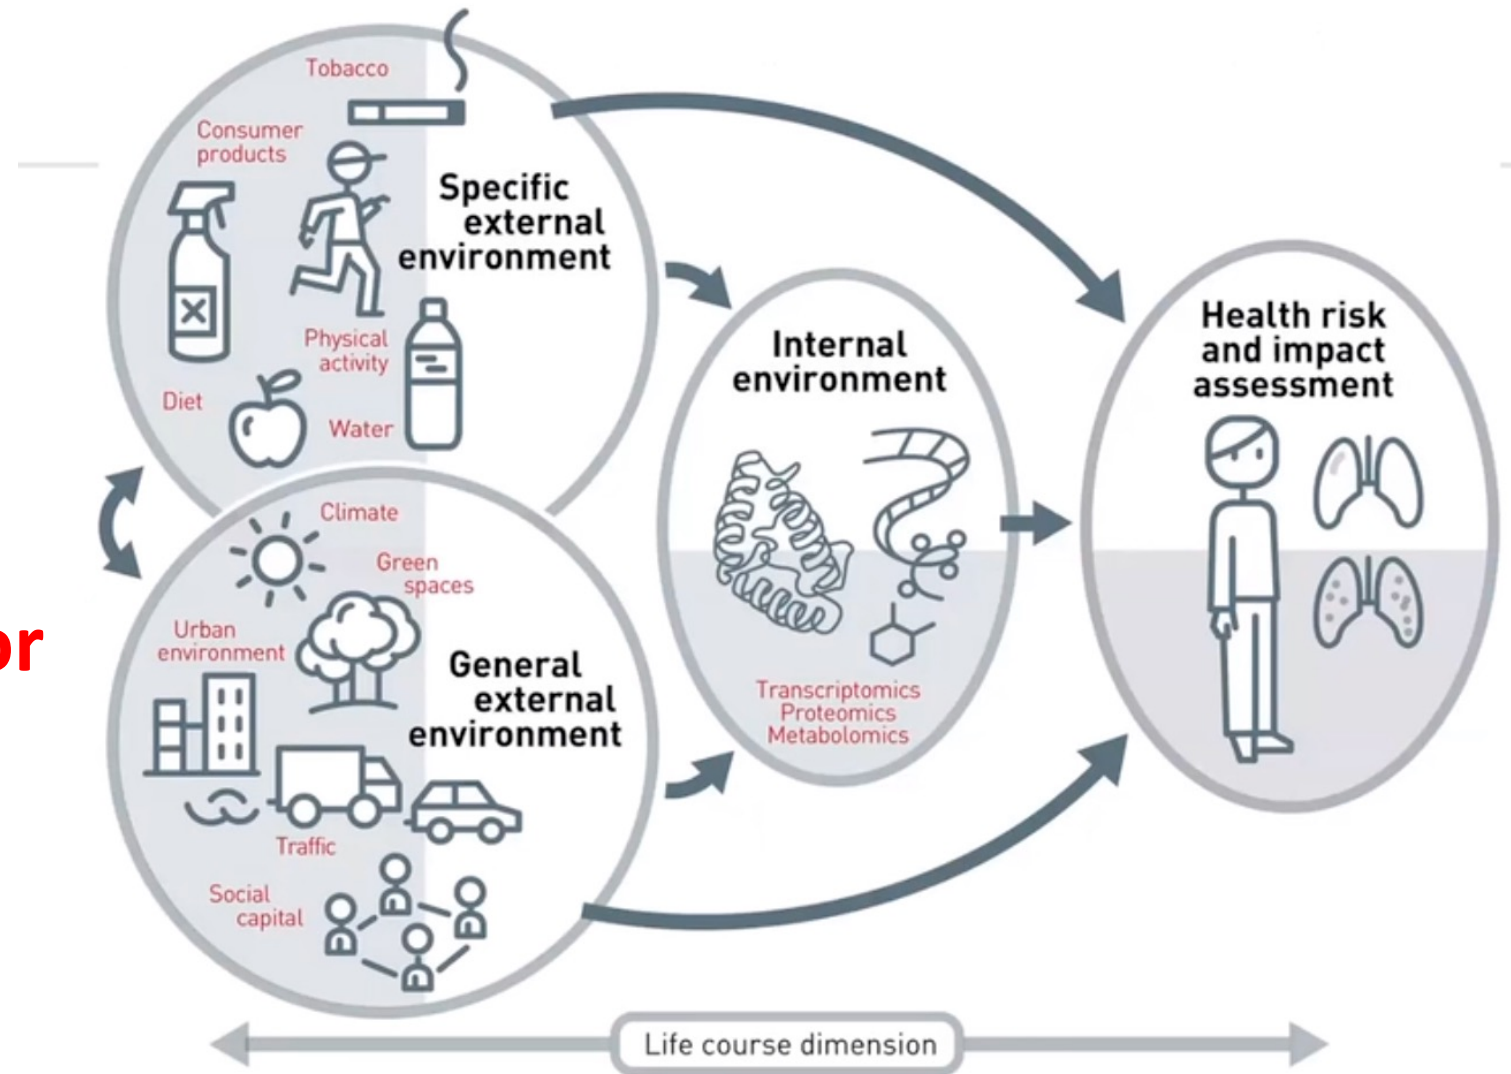 Tobacco
Consumer
products
Specific
external
environment
Physical
activity
Diet
Water
Climate
Green
spaces
Urban
environment
General
external
environment
Traffic
Social
capital
or
Internal
environment
Transcriptomics
Proteomics
Metabolomics
Health risk
and impact
assessment
Life course dimension